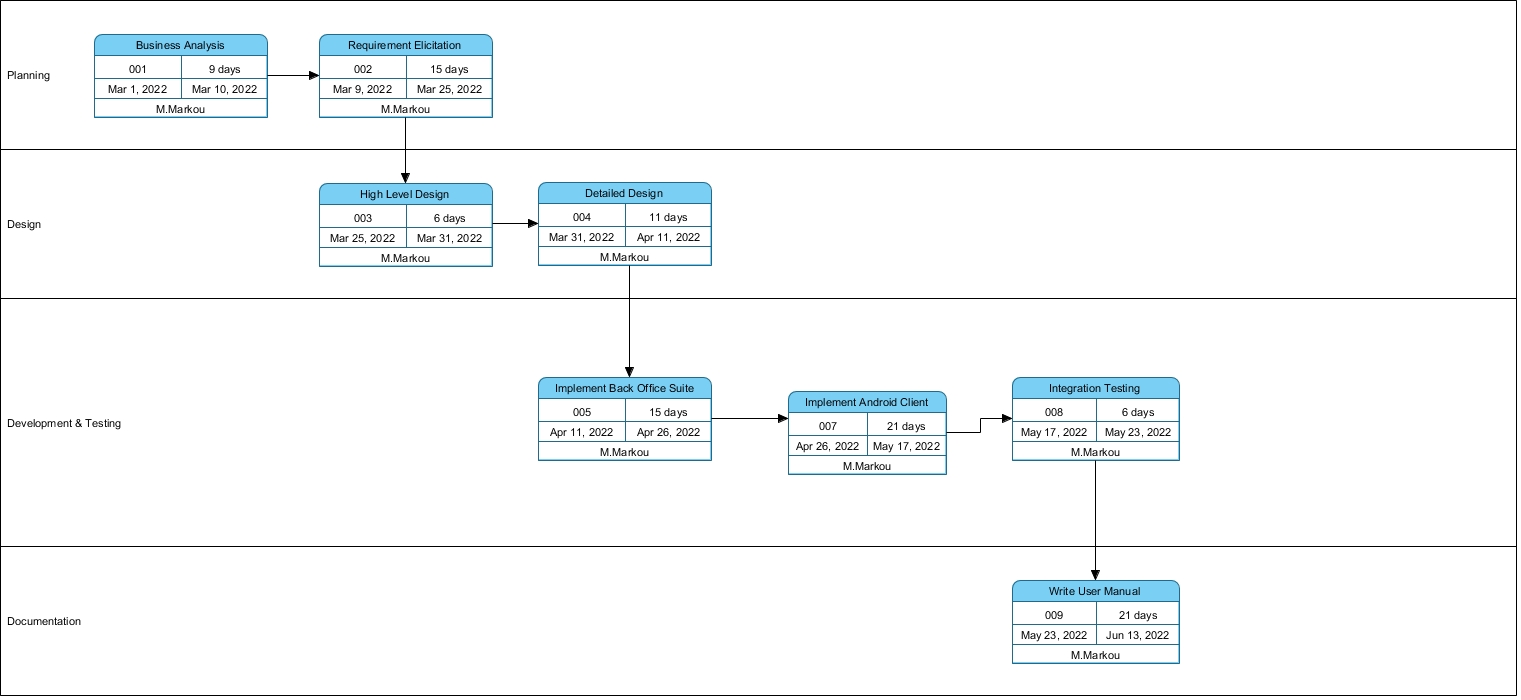 Planning
Business Analysis
001 9 days
Mar 1, 2022 Mar 10, 2022
M.Markou
Requirement Elicitation
002 15 days
Mar 9, 2022 Mar 25, 2022
M.Markou
Design
High Level Design
003 6 days
Mar 25, 2022 Mar 31, 2022
M.Markou
Detailed Design
004 11 days
Mar 31, 2022 Apr 11, 2022
M.Markou
Development & Testing
Implement Back Office Suite
005 15 days
Apr 11, 2022 Apr 26, 2022
M.Markou
Implement Android Client
007 21 days
Apr 26, 2022 May 17, 2022
M.Markou
Integration Testing
008 6 days
May 17, 2022 May 23, 2022
M.Markou
Documentation
Write User Manual
009 21 days
May 23, 2022 Jun 13, 2022
M.Markou